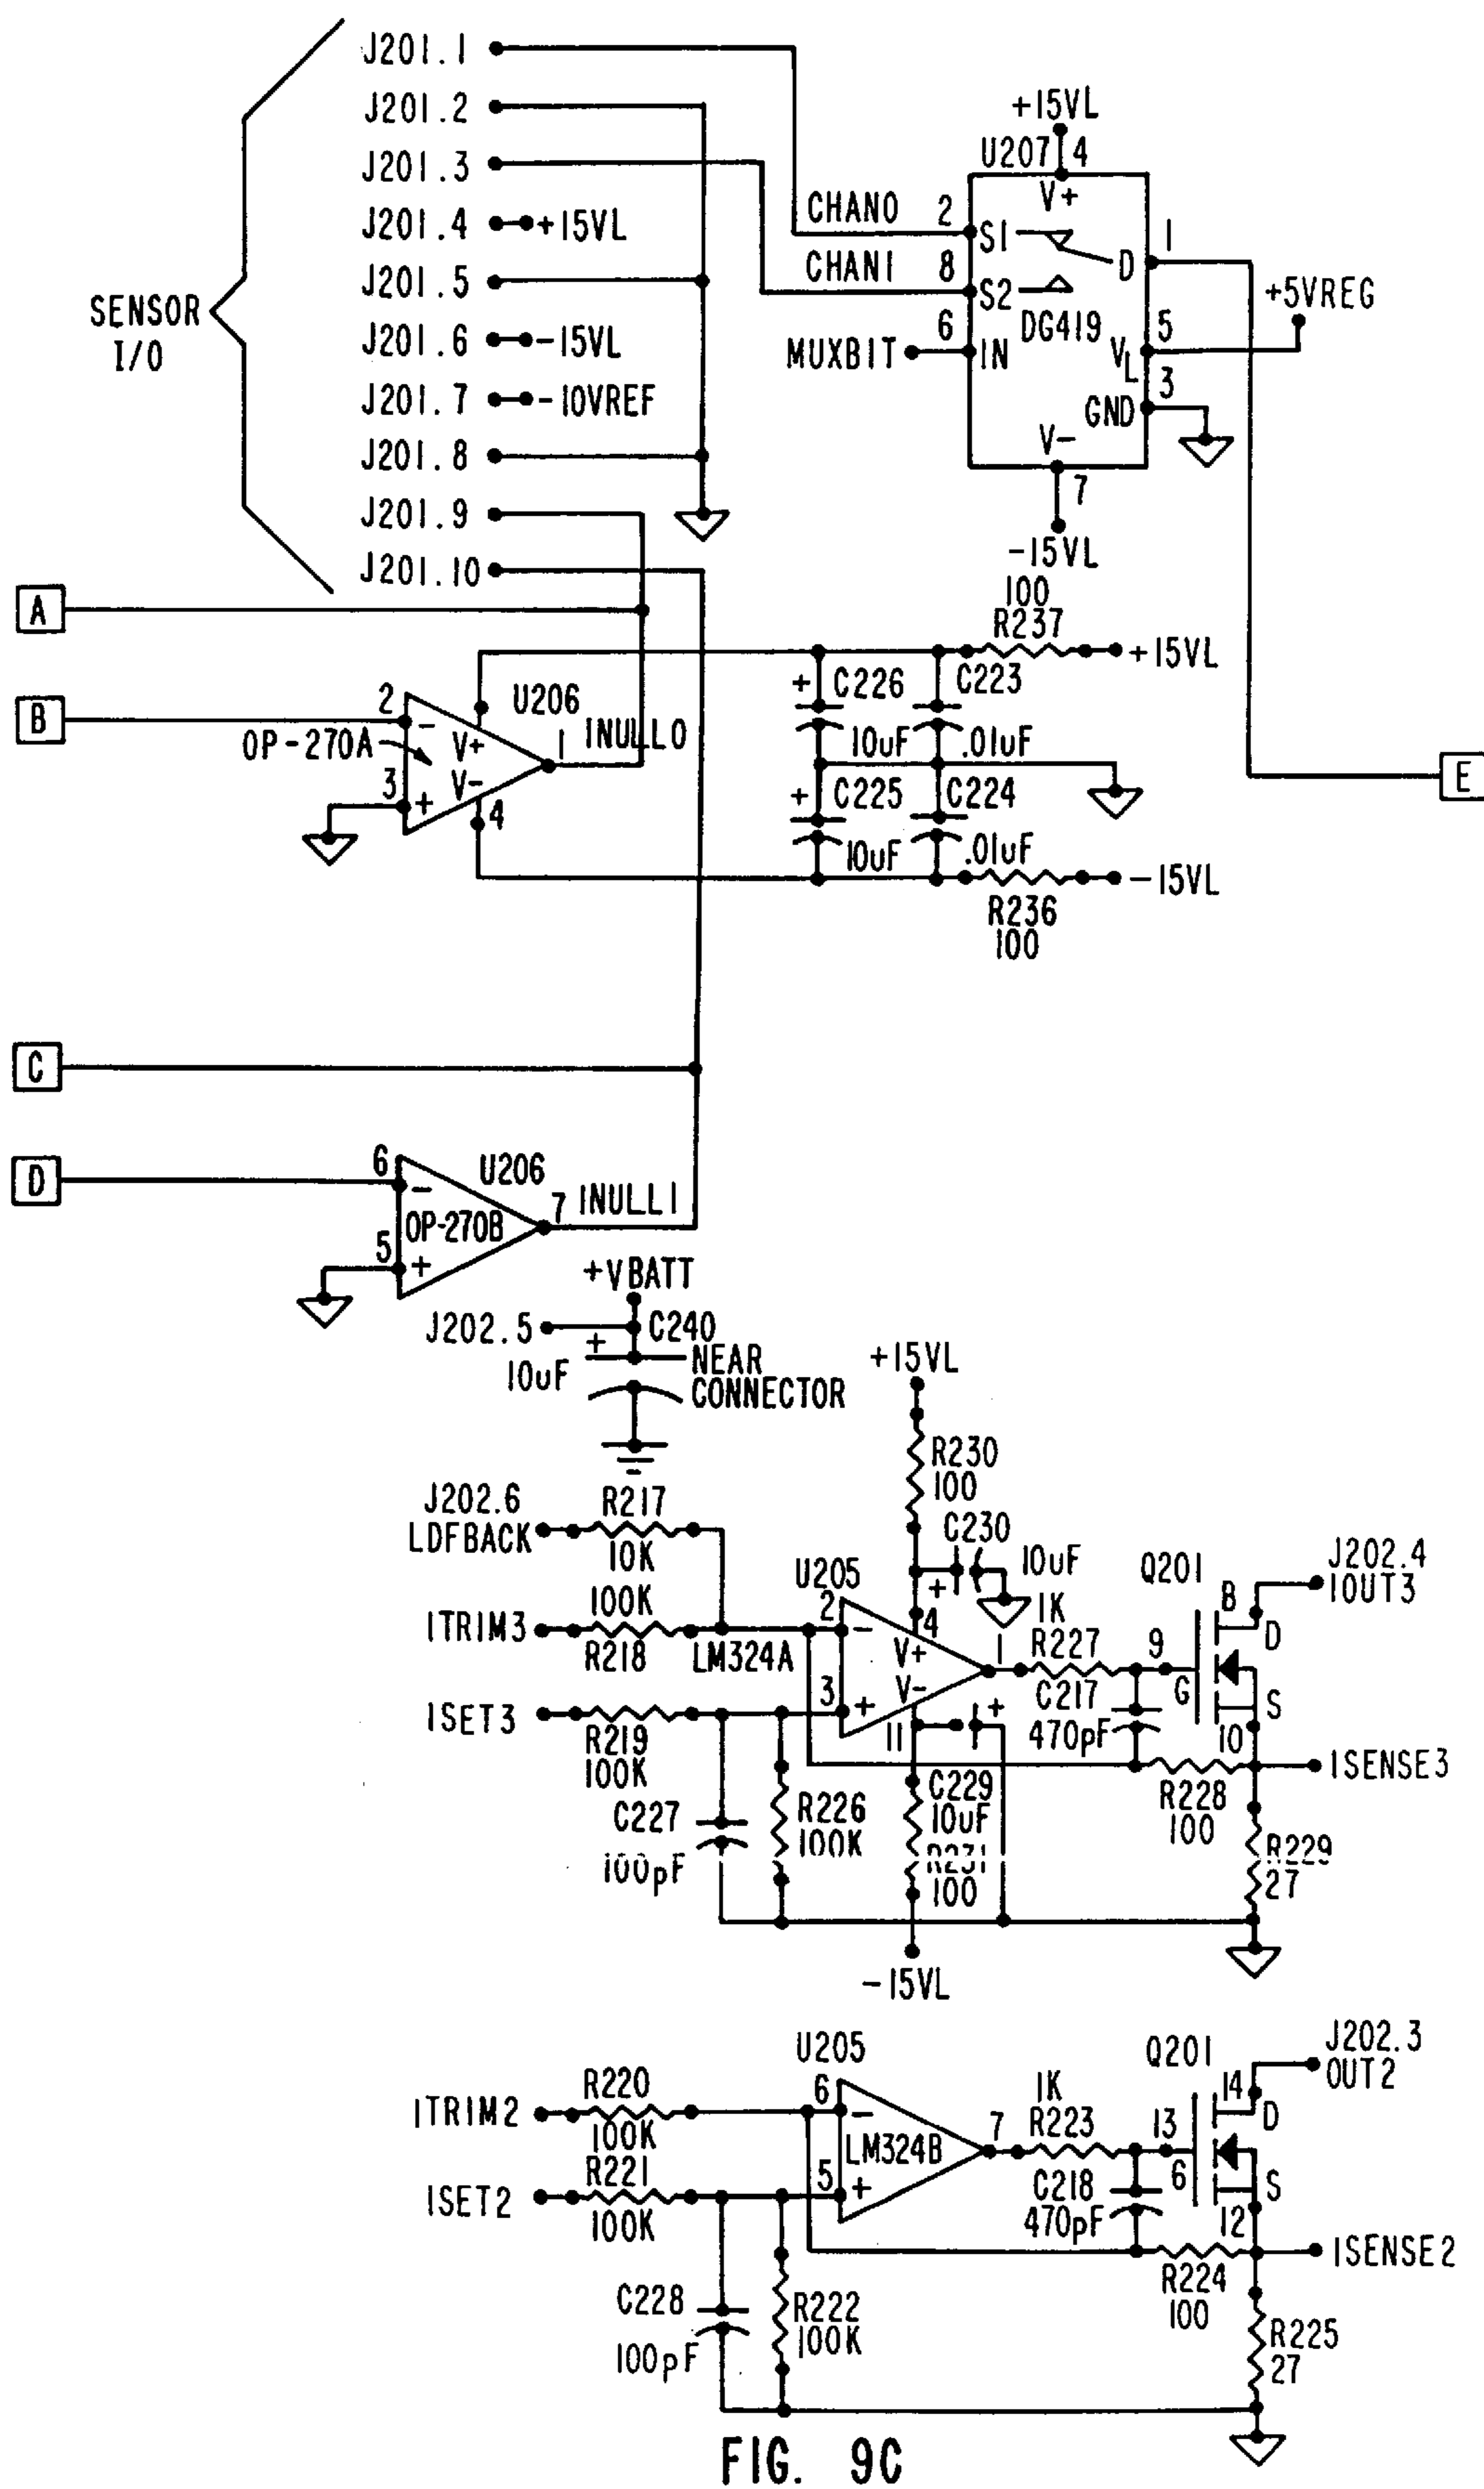 J201.1
J201.2
J201.3
J201.4
+15VL
J201.5
J201.6
-15VL
J201.7
-10VREF
J201.8
J201.9
J201.10
SENSOR
I/O
+15VL
U207
4
V+
CHAN0
2
S1
1
D
CHAN1
8
S2
DG419
+5VREG
MUXBIT
6
IN
5
VL
3
GND
V-
7
-15VL
A
100
R237
+15VL
B
2
-
U206
OP-270A
V+
V-
1
INULL0
3
+
4
+
C226
C223
10uF
.01uF
+
C225
C224
10uF
.01uF
-15VL
R236
100
E
C
D
6
-
U206
OP-270B
7
INULL1
5
+
+VBATT
J202.5
C240
+
10uF
NEAR
CONNECTOR
+15VL
R230
100
J202.6
LDFBACK
R217
10K
C230
10uF
+
U205
ITRIM3
100K
R218
LM324A
2
-
4
V+
V-
1
1K
R227
9
Q201
8
J202.4
IOUT3
D
G
S
10
ISET3
R219
100K
3
+
11
+
C217
470pF
C229
10uF
R231
100
R228
100
ISENSE3
C227
100pF
R226
100K
R229
27
-15VL
U205
Q201
J202.3
OUT2
ITRIM2
R220
100K
6
-
LM324B
7
1K
R223
13
14
D
6
S
12
ISET2
R221
100K
5
+
C218
470pF
R224
100
ISENSE2
C228
100pF
R222
100K
R225
27
FIG. 9C